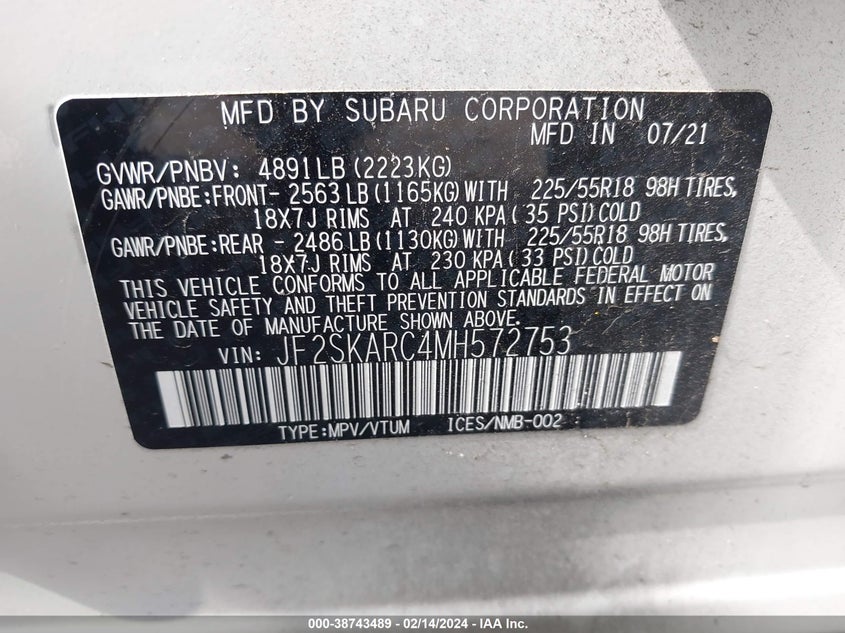 MFD BY SUBARU CORPORATION
MFD IN 07/21
GVWR/PNBV: 4891LB(2223KG)
GAWR/PNBE:FRONT- 2563LB(1165KG)WITH 225/55R18 98H TIRES,
18X7J RIMS AT 240 KPA(35 PSI)COLD
GAWR/PNBE:REAR - 2486LB(1130KG)WITH 225/55R18 98H TIRES,
18X7J RIMS AT 230 KPA(33 PSI)COLD
THIS VEHICLE CONFORMS TO ALL APPLICABLE FEDERAL MOTOR
VEHICLE SAFETY AND THEFT PREVENTION STANDARDS IN EFFECT ON
THE DATE OF MANUFACTURE SHOWN ABOVE.
VIN: JF2SKARC4MH572753
TYPE:MPV/VTUM ICES/NMB-002
000-38743489 - 02/14/2024 - IAA Inc.